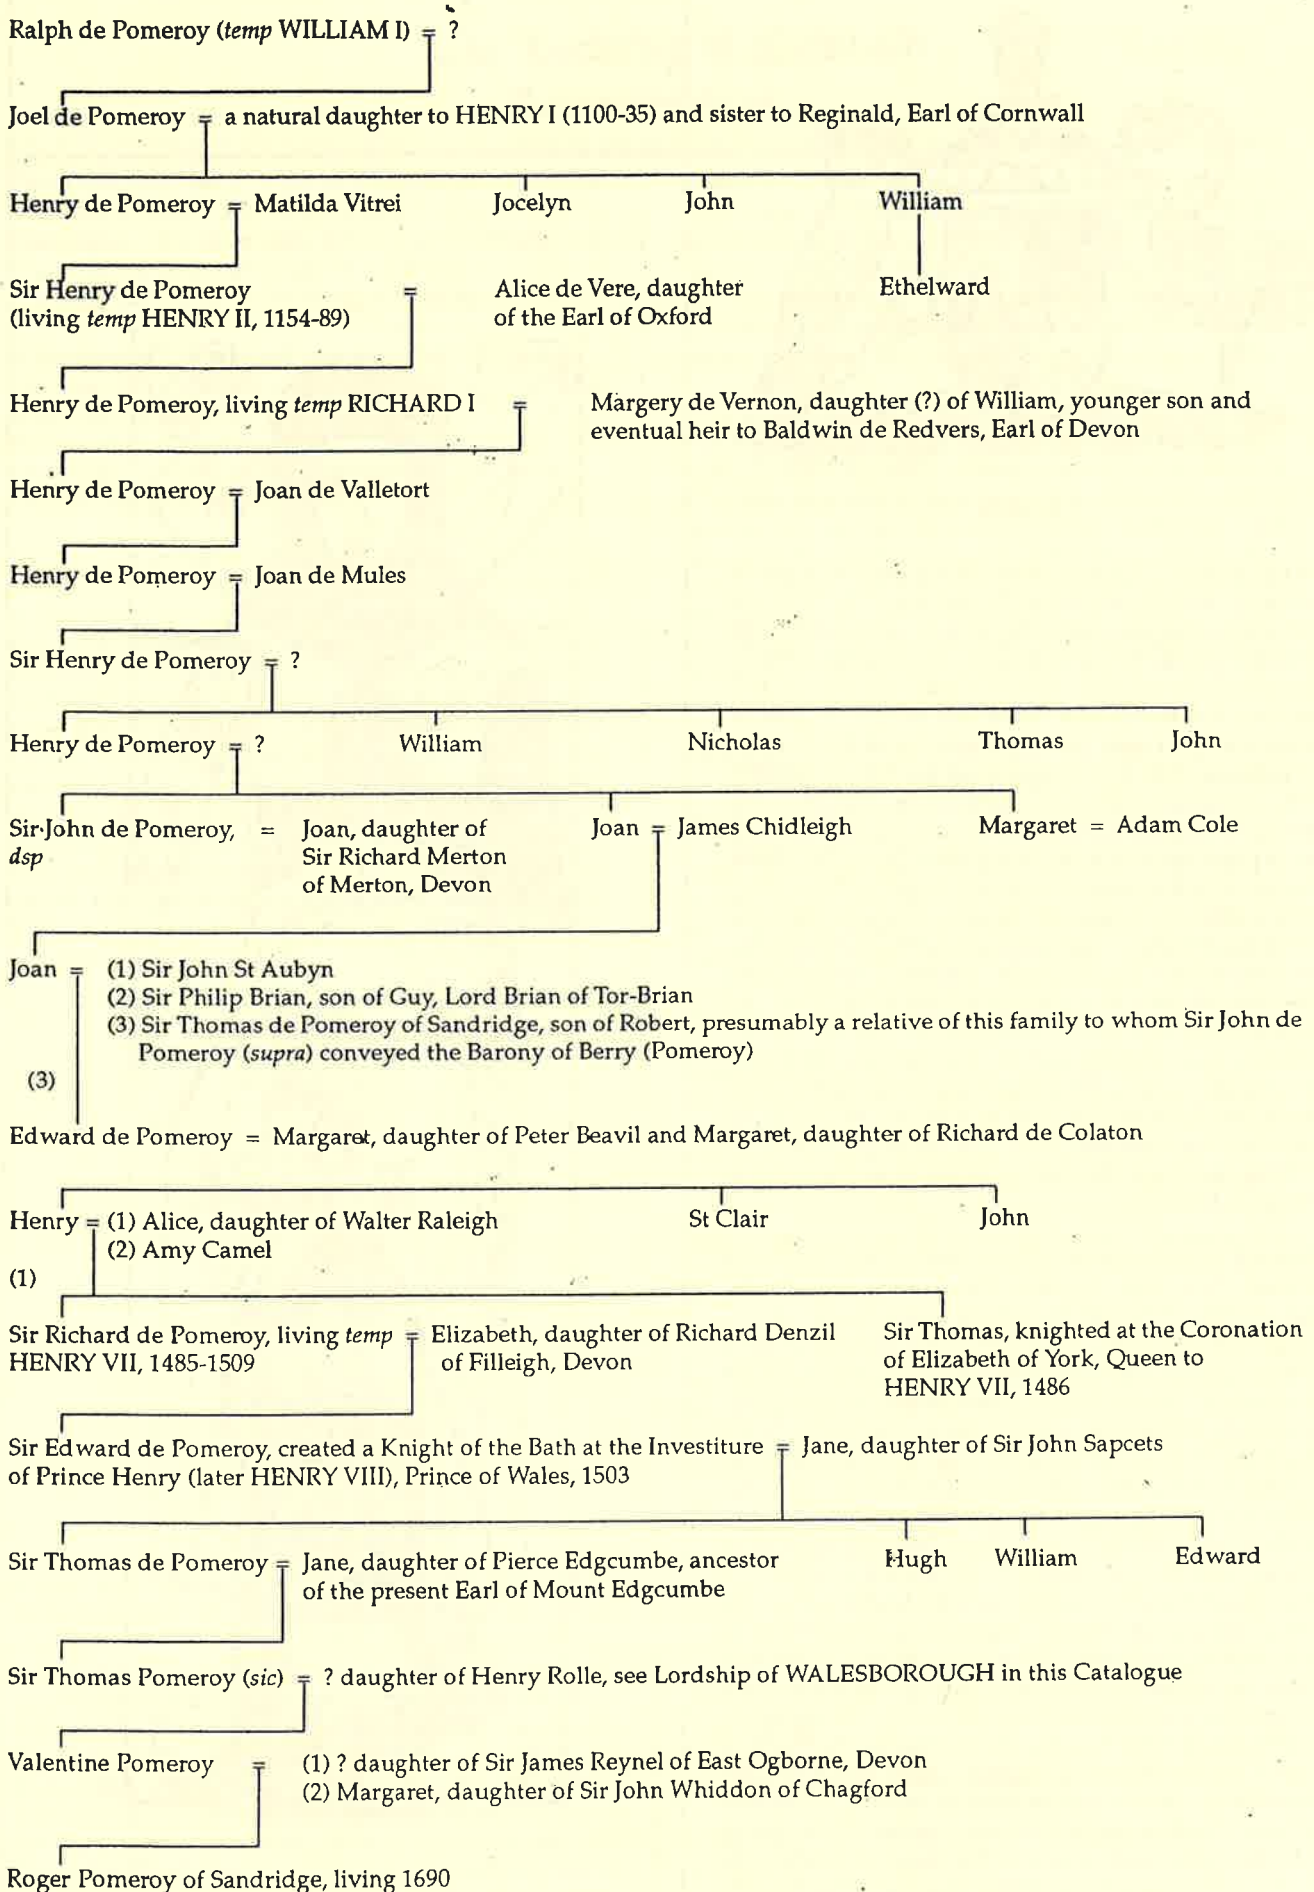 Ralph de Pomeroy (temp WILLIAM I) = ?
Joel de Pomeroy = a natural daughter to HENRY I (1100-35) and sister to Reginald, Earl of Cornwall
Henry de Pomeroy = Matilda Vitrei Jocelyn John William
Sir Henry de Pomeroy = Alice de Vere, daughter Ethelward
(living temp HENRY II, 1154-89) of the Earl of Oxford
Henry de Pomeroy, living temp RICHARD I = Margery de Vernon, daughter (?) of William, younger son and
eventual heir to Baldwin de Redvers, Earl of Devon
Henry de Pomeroy = Joan de Valletort
Henry de Pomeroy = Joan de Mules
Sir Henry de Pomeroy = ?
Henry de Pomeroy = ? William Nicholas Thomas John
Sir John de Pomeroy, = Joan, daughter of Joan = James Chidleigh Margaret = Adam Cole
dsp Sir Richard Merton
of Merton, Devon
Joan = (1) Sir John St Aubyn
(2) Sir Philip Brian, son of Guy, Lord Brian of Tor-Brian
(3) Sir Thomas de Pomeroy of Sandridge, son of Robert, presumably a relative of this family to whom Sir John de
Pomeroy (supra) conveyed the Barony of Berry (Pomeroy)
(3)
Edward de Pomeroy = Margaret, daughter of Peter Beavil and Margaret, daughter of Richard de Colaton
Henry = (1) Alice, daughter of Walter Raleigh St Clair John
(2) Amy Camel
(1)
Sir Richard de Pomeroy, living temp = Elizabeth, daughter of Richard Denzil Sir Thomas, knighted at the Coronation
HENRY VII, 1485-1509 of Filleigh, Devon of Elizabeth of York, Queen to
HENRY VII, 1486
Sir Edward de Pomeroy, created a Knight of the Bath at the Investiture = Jane, daughter of Sir John Sapcets
of Prince Henry (later HENRY VIII), Prince of Wales, 1503
Sir Thomas de Pomeroy = Jane, daughter of Pierce Edgcumbe, ancestor Hugh William Edward
of the present Earl of Mount Edgcumbe
Sir Thomas Pomeroy (sic) = ? daughter of Henry Rolle, see Lordship of WALESBOROUGH in this Catalogue
Valentine Pomeroy = (1) ? daughter of Sir James Reynel of East Ogborne, Devon
(2) Margaret, daughter of Sir John Whiddon of Chagford
Roger Pomeroy of Sandridge, living 1690